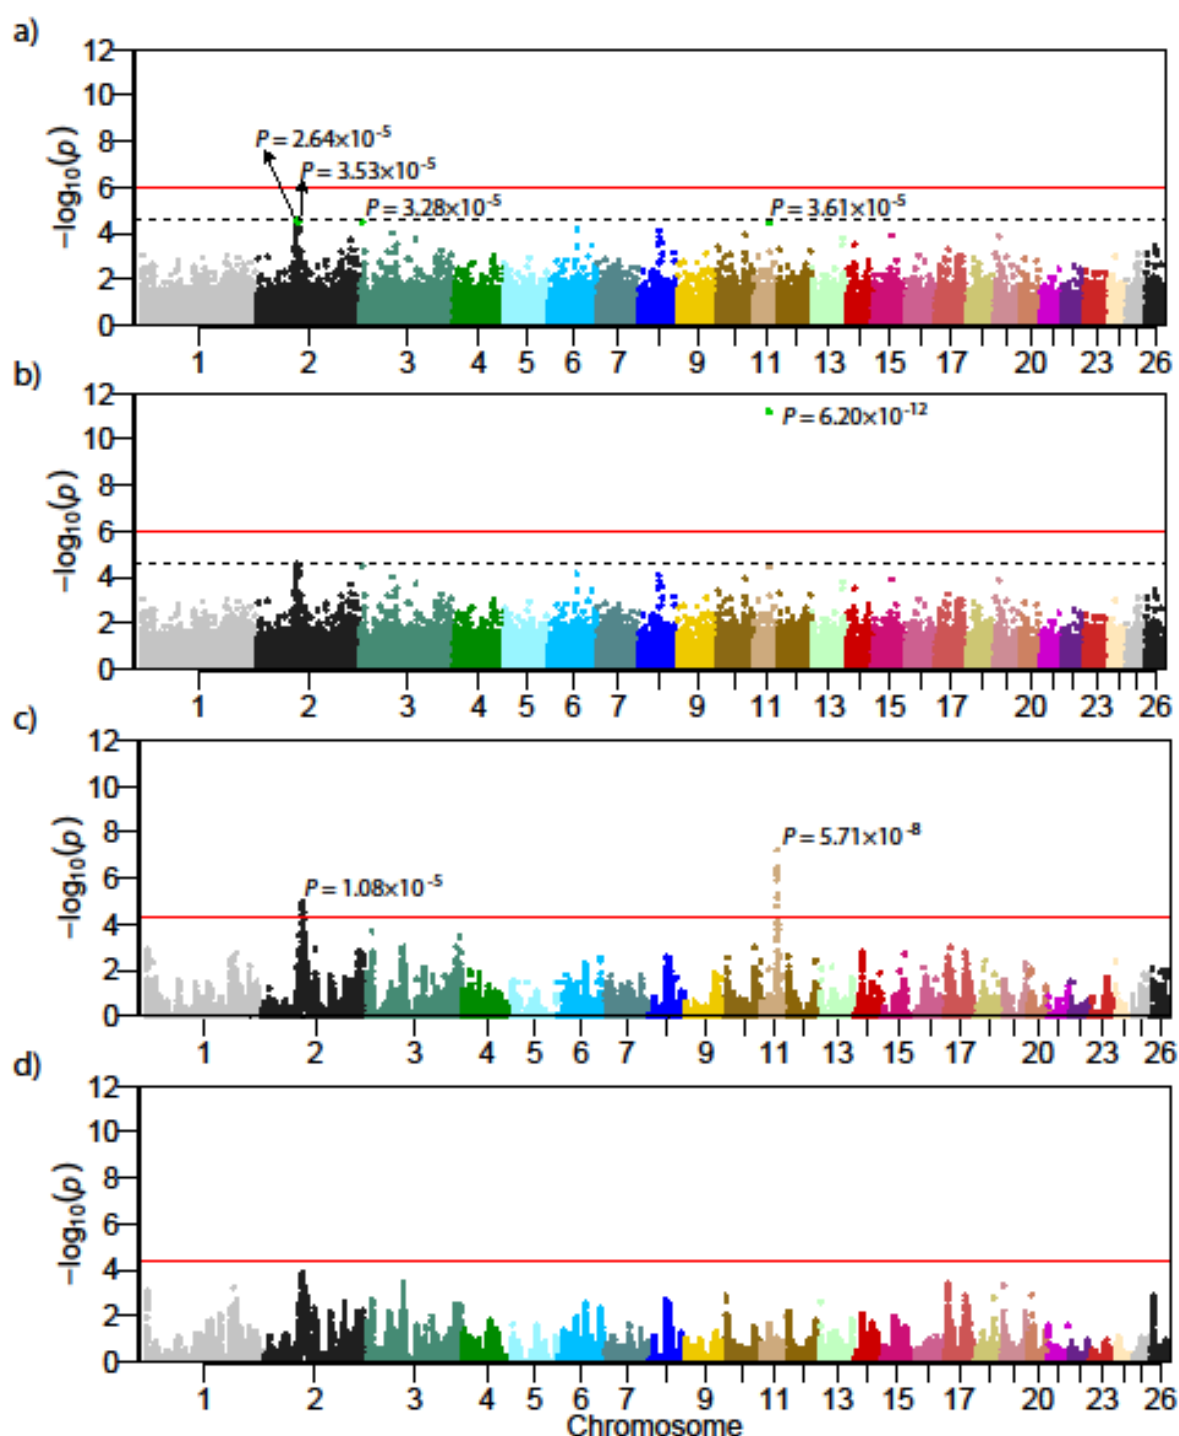 a)
12
10
8
6
4
2
0
−log10(p)
P = 2.64×10-5
P = 3.53×10-5
P = 3.28×10-5
P = 3.61×10-5
1 2 3 4 5 6 7 9 11 13 15 17 20 23 26
b)
12
10
8
6
4
2
0
−log10(p)
P = 6.20×10-12
1 2 3 4 5 6 7 9 11 13 15 17 20 23 26
c)
12
10
8
6
4
2
0
−log10(p)
P = 5.71×10-8
P = 1.08×10-5
1 2 3 4 5 6 7 9 11 13 15 17 20 23 26
d)
12
10
8
6
4
2
0
−log10(p)
1 2 3 4 5 6 7 9 11 13 15 17 20 23 26
Chromosome